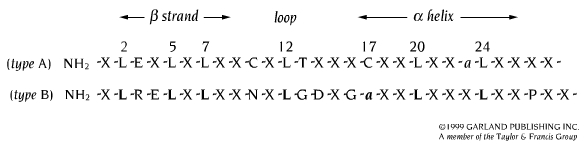 β strand loop α helix
2 5 7 12 17 20 24
(type A) NH2 -X-L-E-X-L-X-L-X-X-C-X-L-T-X-X-X-C-X-X-L-X-X-a-L-X-X-X-X-
(type B) NH2 -X-L-R-E-L-X-L-X-X-N-X-L-G-D-X-G-a-X-X-L-X-X-X-L-X-X-P-X-X-
©1999 GARLAND PUBLISHING INC.
A member of the Taylor & Francis Group